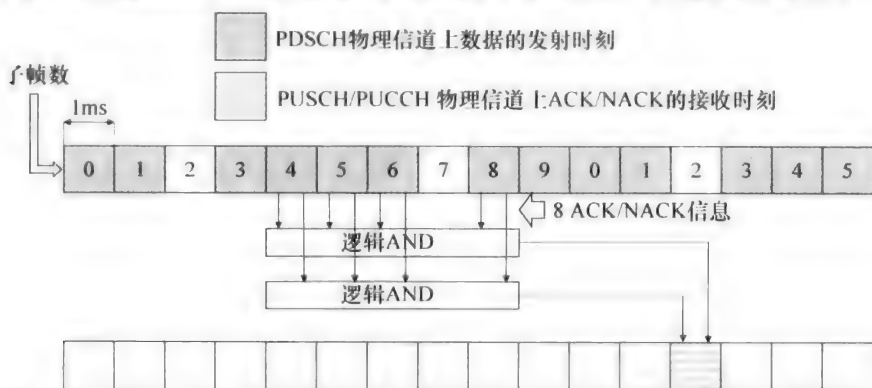 PDSCH物理信道上数据的发射时刻
子帧数
PUSCH/PUCCH 物理信道上ACK/NACK的接收时刻
1ms
0 1 2 3 4 5 6 7 8 9 0 1 2 3 4 5
8 ACK/NACK信息
逻辑AND
逻辑AND